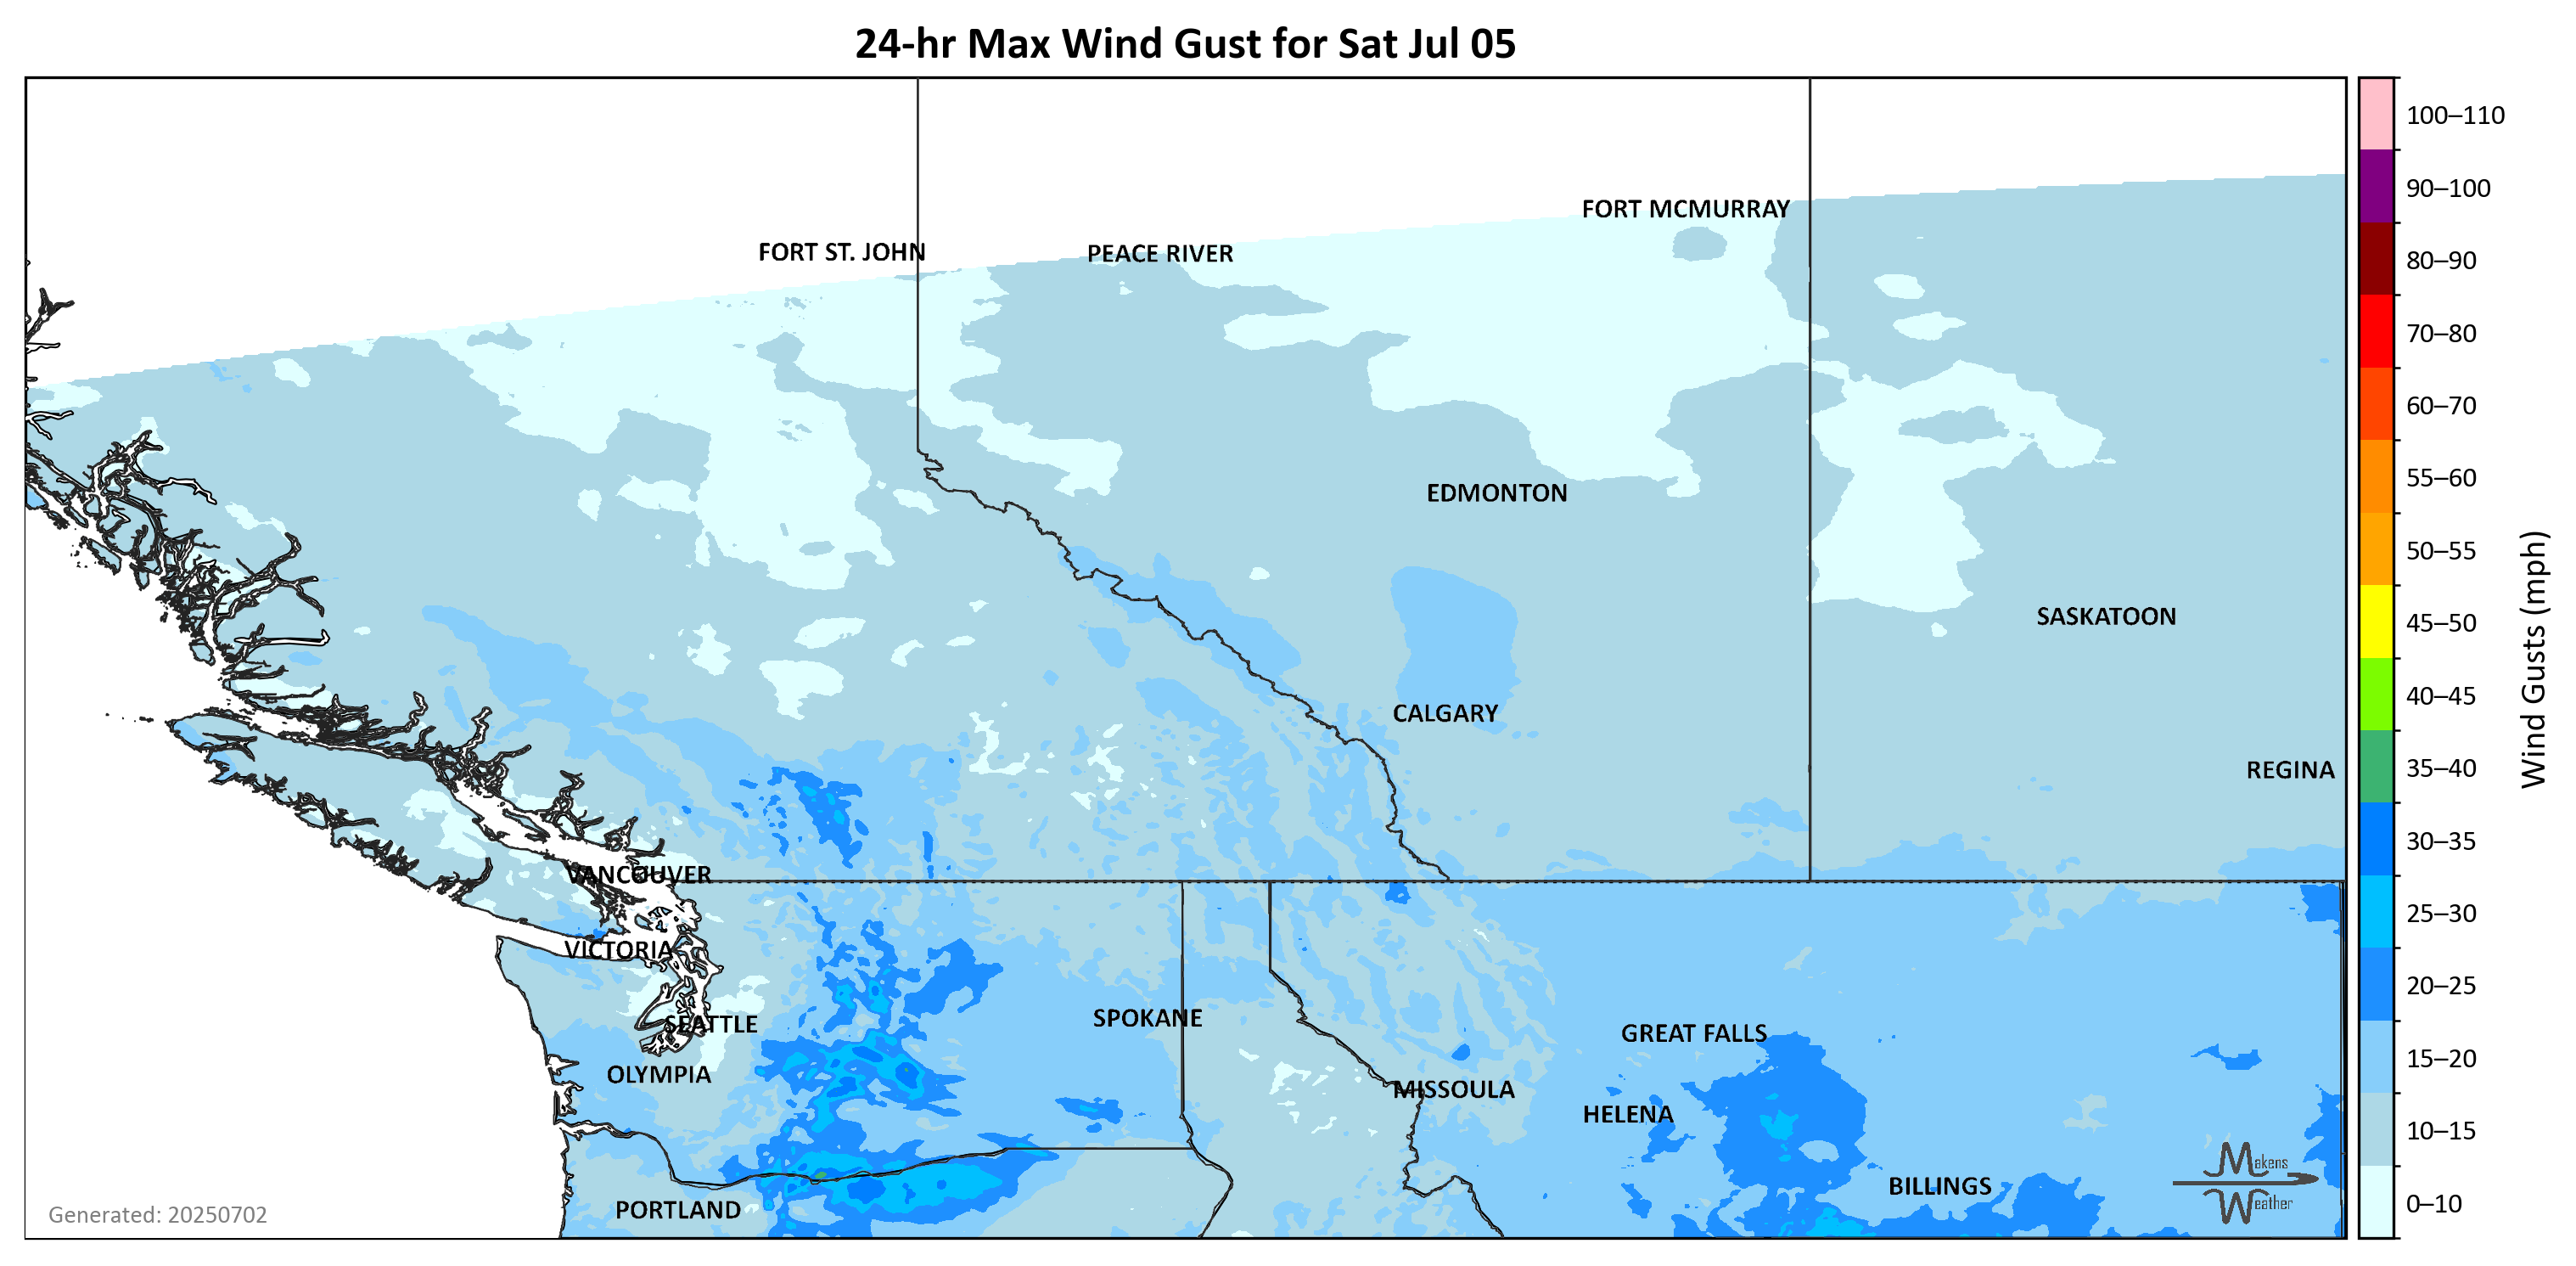 24-hr Max Wind Gust for Sat Jul 05
100–110
90–100
80–90
70–80
60–70
55–60
50–55
45–50
40–45
35–40
30–35
25–30
20–25
15–20
10–15
0–10
Wind Gusts (mph)
FORT MCMURRAY
FORT ST. JOHN
PEACE RIVER
EDMONTON
SASKATOON
CALGARY
REGINA
VANCOUVER
VICTORIA
SEATTLE
SPOKANE
GREAT FALLS
OLYMPIA
MISSOULA
HELENA
BILLINGS
PORTLAND
Makens
Weather
Generated: 20250702